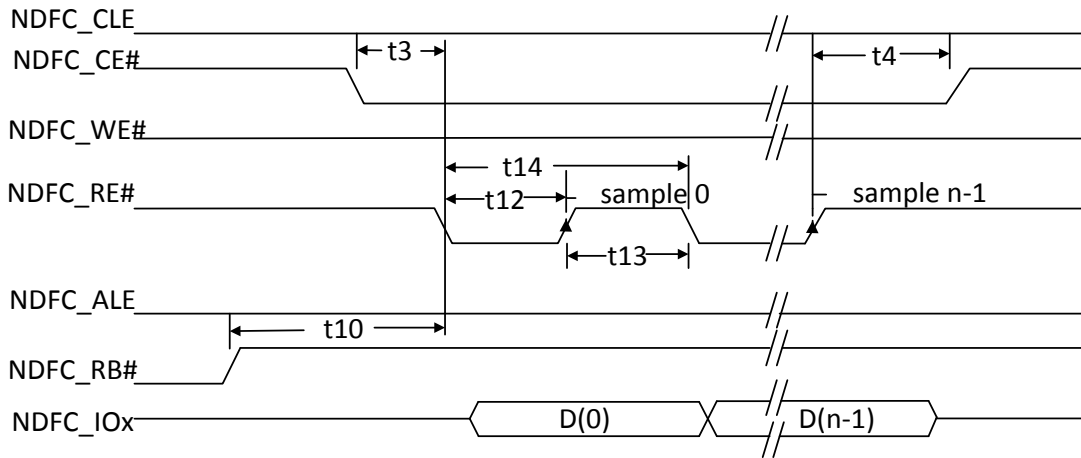 NDFC_CLE
t3
t4
NDFC_CE#
NDFC_WE#
t14
NDFC_RE#
t12
sample 0
sample n-1
t13
NDFC_ALE
t10
NDFC_RB#
NDFC_IOx
D(0)
D(n-1)